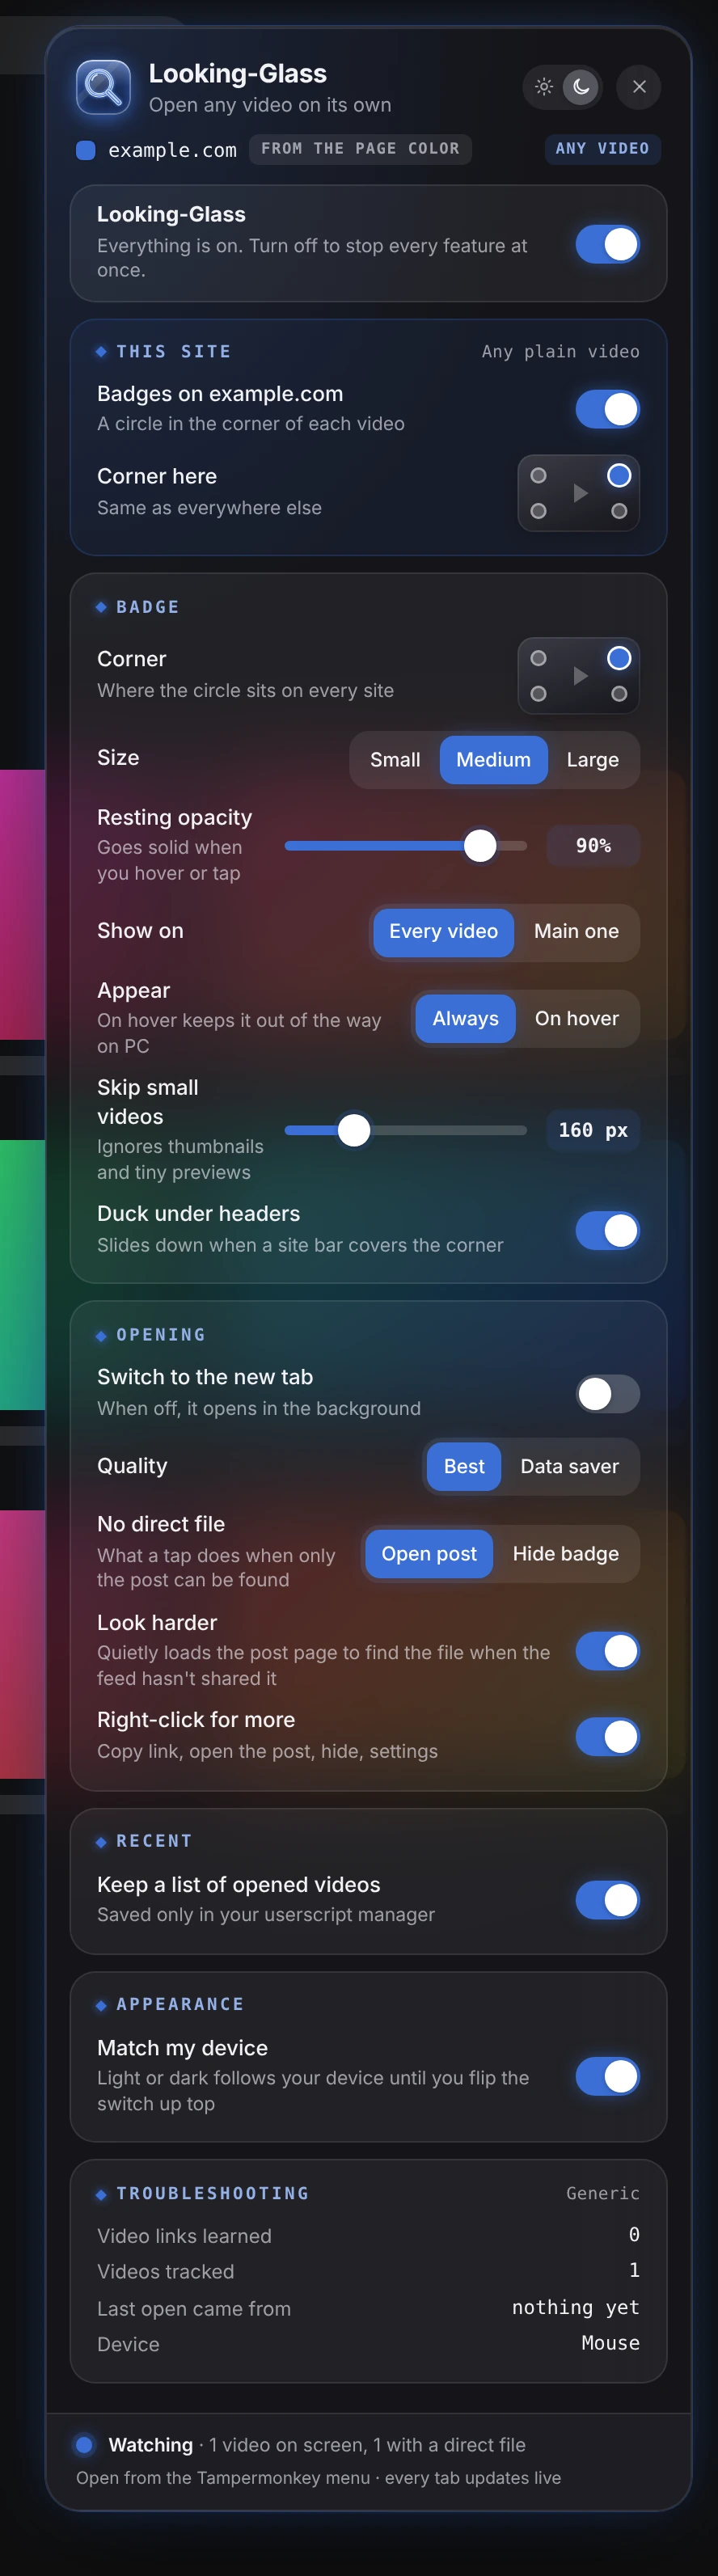 Looking-Glass
Open any video on its own
example.com FROM THE PAGE COLOR ANY VIDEO
Looking-Glass
Everything is on. Turn off to stop every feature at
once.
THIS SITE Any plain video
Badges on example.com
A circle in the corner of each video
Corner here
Same as everywhere else
BADGE
Corner
Where the circle sits on every site
Size Small Medium Large
Resting opacity
Goes solid when
you hover or tap
90%
Show on Every video Main one
Appear
On hover keeps it out of the way
on PC
Always On hover
Skip small
videos
Ignores thumbnails
and tiny previews
160 px
Duck under headers
Slides down when a site bar covers the corner
OPENING
Switch to the new tab
When off, it opens in the background
Quality Best Data saver
No direct file
What a tap does when only
the post can be found
Open post Hide badge
Look harder
Quietly loads the post page to find the file when the
feed hasn't shared it
Right-click for more
Copy link, open the post, hide, settings
RECENT
Keep a list of opened videos
Saved only in your userscript manager
APPEARANCE
Match my device
Light or dark follows your device until you flip the
switch up top
TROUBLESHOOTING Generic
Video links learned 0
Videos tracked 1
Last open came from nothing yet
Device Mouse
Watching · 1 video on screen, 1 with a direct file
Open from the Tampermonkey menu · every tab updates live